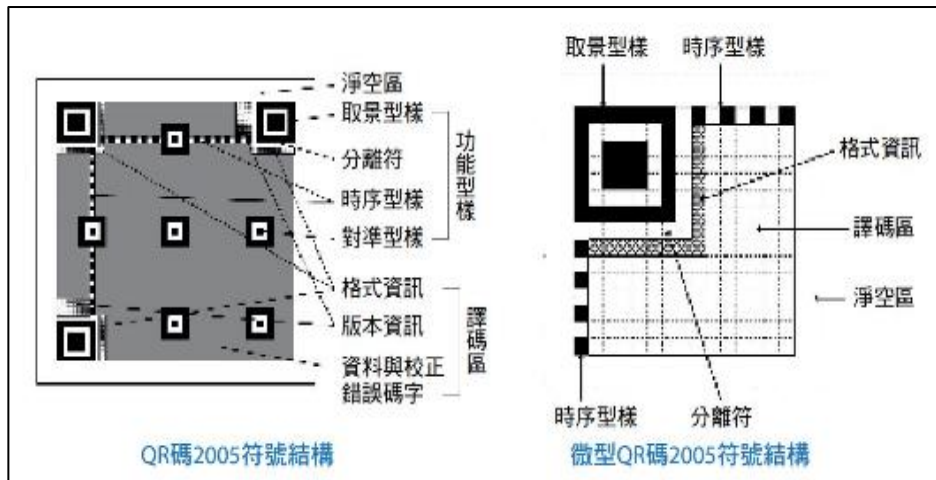 淨空區
取景型樣
分離符
時序型樣
對準型樣
功能型樣
格式資訊
版本資訊
資料與校正
錯誤碼字
譯碼區
QR碼2005符號結構
取景型樣
時序型樣
格式資訊
譯碼區
淨空區
時序型樣
分離符
微型QR碼2005符號結構